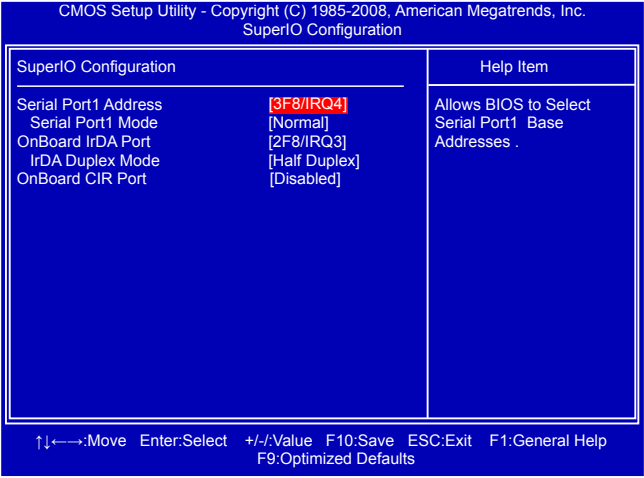 CMOS Setup Utility - Copyright (C) 1985-2008, American Megatrends, Inc.
SuperIO Configuration
SuperIO Configuration
Help Item
Serial Port1 Address [3F8/IRQ4]
Serial Port1 Mode [Normal]
OnBoard IrDA Port [2F8/IRQ3]
IrDA Duplex Mode [Half Duplex]
OnBoard CIR Port [Disabled]
Allows BIOS to Select
Serial Port1 Base
Addresses .
↑↓←→:Move Enter:Select +/-/:Value F10:Save ESC:Exit F1:General Help
F9:Optimized Defaults